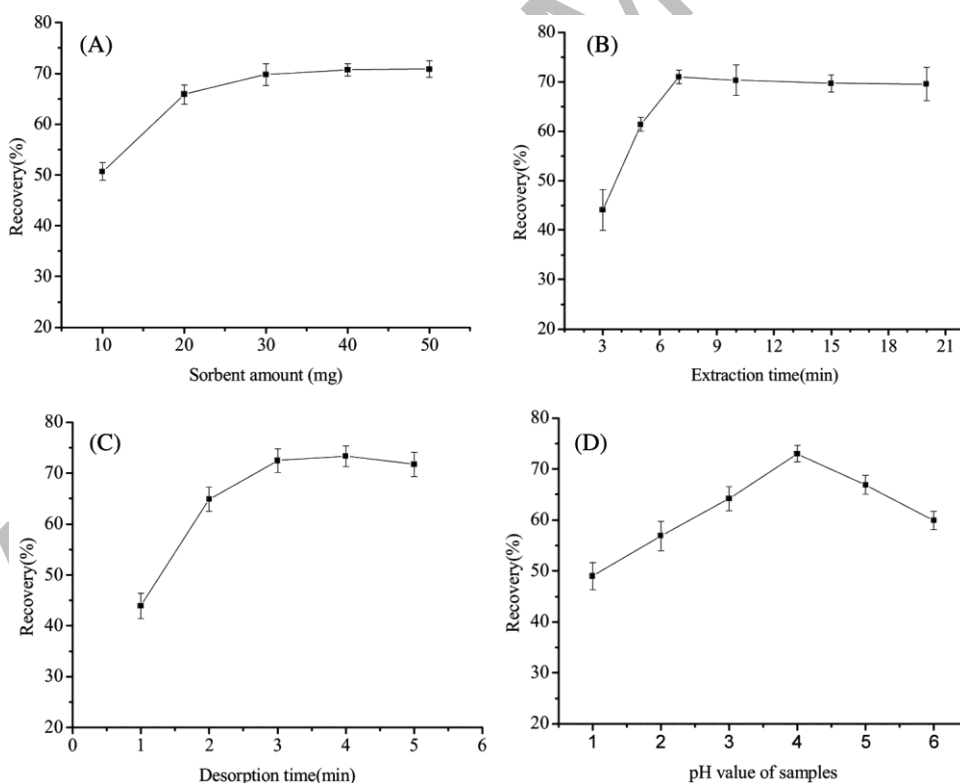 (A)
80
70
60
50
40
30
20
Recovery(%)
10 20 30 40 50
Sorbent amount (mg)
(B)
80
70
60
50
40
30
20
Recovery(%)
3 6 9 12 15 18 21
Extraction time(min)
(C)
80
70
60
50
40
30
20
Recovery(%)
0 1 2 3 4 5 6
Desorption time(min)
(D)
80
70
60
50
40
30
20
Recovery(%)
1 2 3 4 5 6
pH value of samples